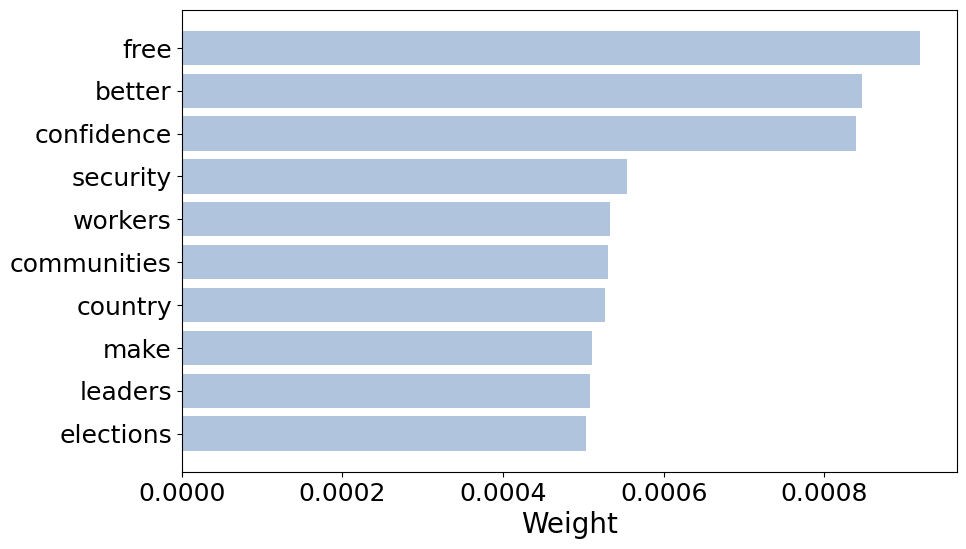 free
better
confidence
security
workers
communities
country
make
leaders
elections
0.0000 0.0002 0.0004 0.0006 0.0008
Weight